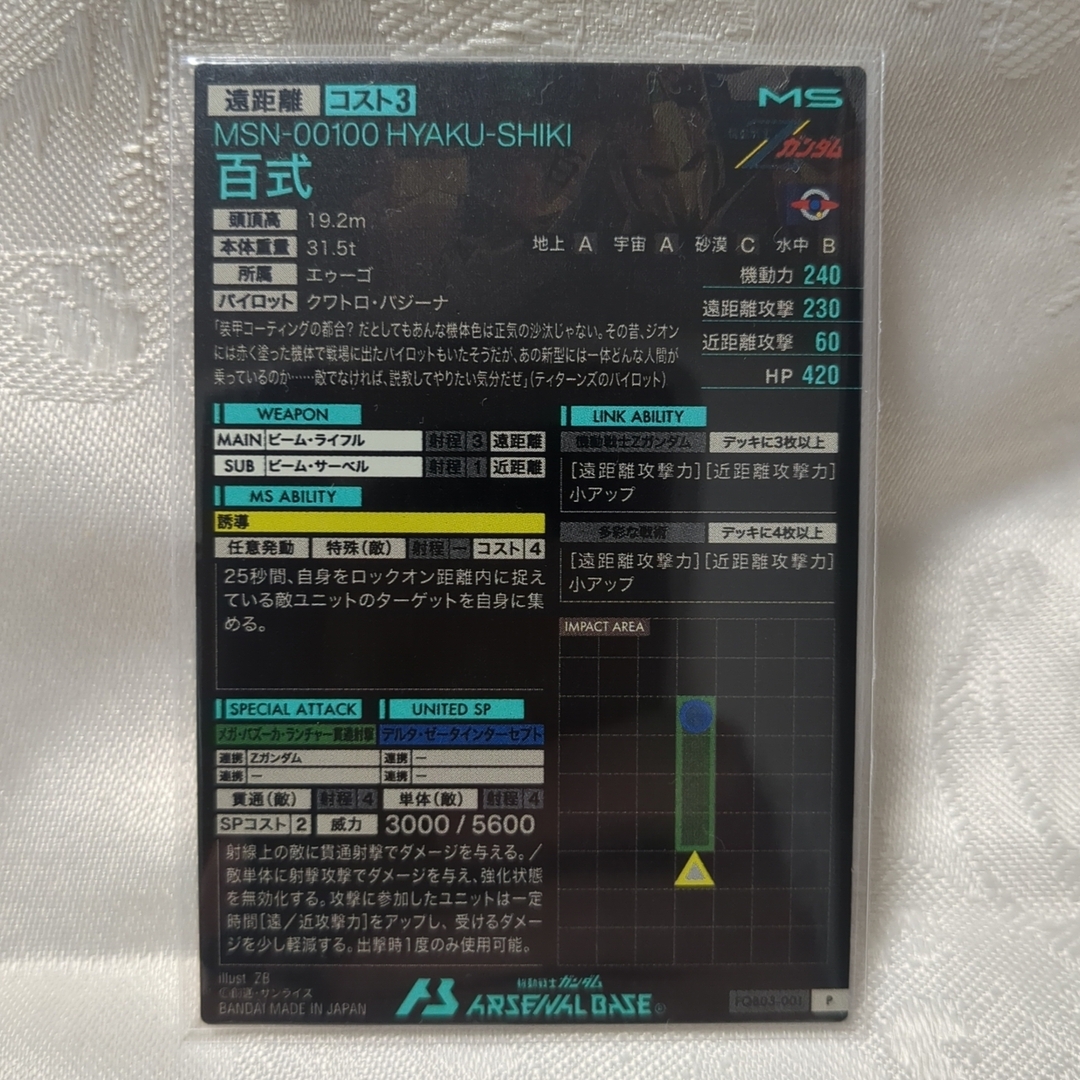 遠距離 コスト3
MS
MSN-00100 HYAKU-SHIKI
百式
Zガンダム
頭頂高 19.2m
本体重量 31.5t
所属 エゥーゴ
パイロット クワトロ・バジーナ
地上 A 宇宙 A 砂漠 C 水中 B
機動力 240
遠距離攻撃 230
近距離攻撃 60
HP 420
「装甲コーティングの都合? だとしてもあんな機体色は正気の沙汰じゃない。その昔、ジオン
には赤く塗った機体で戦場に出たパイロットもいたそうだが、あの新型には一体どんな人間が
乗っているのか……敵でなければ、説教してやりたい気分だぜ」(ティターンズのパイロット)
WEAPON
MAIN ビーム・ライフル 射程 3 遠距離
SUB ビーム・サーベル 射程 1 近距離
MS ABILITY
誘導
任意発動 特殊(敵) 射程 — コスト 4
25秒間、自身をロックオン距離内に捉え
ている敵ユニットのターゲットを自身に集
める。
LINK ABILITY
機動戦士Zガンダム デッキに3枚以上
[遠距離攻撃力][近距離攻撃力]
小アップ
多彩な戦術 デッキに4枚以上
[遠距離攻撃力][近距離攻撃力]
小アップ
IMPACT AREA
SPECIAL ATTACK UNITED SP
メガ・バズーカ・ランチャー貫通射撃 デルタ・ゼータインターセプト
連携 Zガンダム 連携 —
連携 — 連携 —
貫通(敵) 射程 4 単体(敵) 射程 4
SPコスト 2 威力 3000 / 5600
射線上の敵に貫通射撃でダメージを与える。/
敵単体に射撃攻撃でダメージを与え、強化状態
を無効化する。攻撃に参加したユニットは一定
時間[遠/近攻撃力]をアップし、受けるダメー
ジを少し軽減する。出撃時1度のみ使用可能。
illust ZB
©創通・サンライズ
BANDAI MADE IN JAPAN
機動戦士ガンダム
ARSENAL BASE
PQB03-001 P